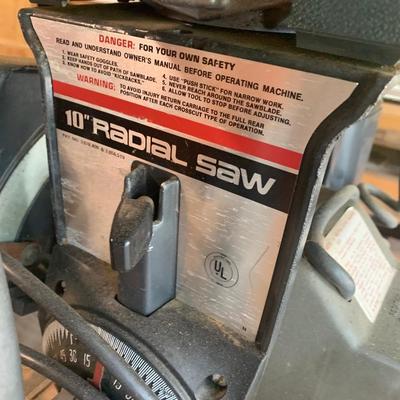 DANGER: FOR YOUR OWN SAFETY
READ AND UNDERSTAND OWNER'S MANUAL BEFORE OPERATING MACHINE.
1. WEAR SAFETY GOGGLES.
2. KEEP HANDS OUT OF PATH OF SAWBLADE.
3. KNOW HOW TO AVOID "KICKBACKS."
4. USE "PUSH STICK" FOR NARROW WORK.
5. NEVER REACH AROUND THE SAWBLADE.
6. ALLOW TOOL TO STOP BEFORE ADJUSTING.
WARNING: TO AVOID INJURY RETURN CARRIAGE TO THE FULL REAR
POSITION AFTER EACH CROSSCUT TYPE OF OPERATION.
10" RADIAL SAW
PAT. NO.
UL
45 30 15